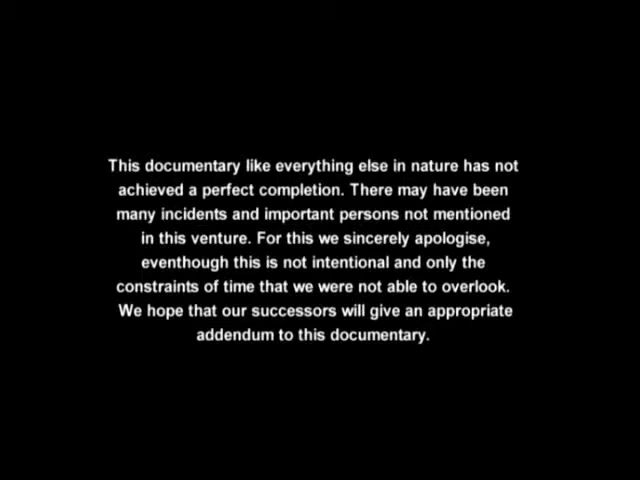 This documentary like everything else in nature has not
achieved a perfect completion. There may have been
many incidents and important persons not mentioned
in this venture. For this we sincerely apologise,
eventhough this is not intentional and only the
constraints of time that we were not able to overlook.
We hope that our successors will give an appropriate
addendum to this documentary.